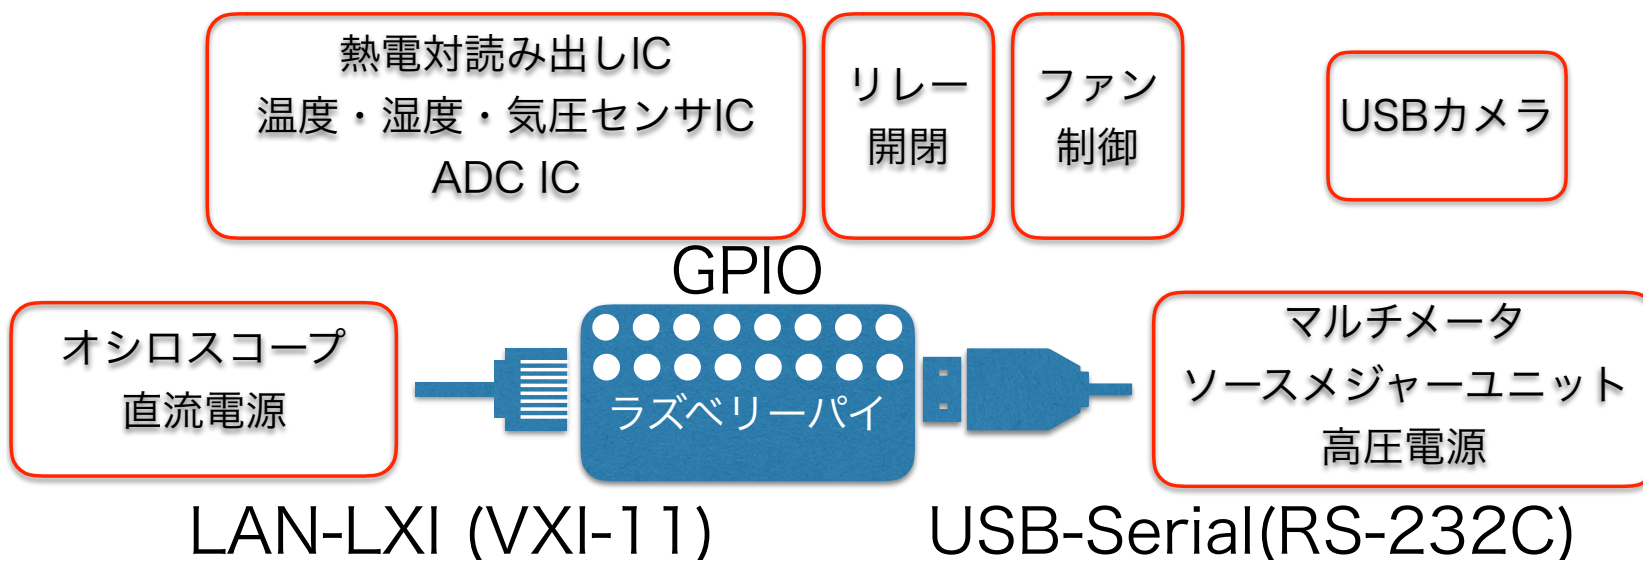 熱電対読み出しIC
温度・湿度・気圧センサIC
ADC IC
リレー
開閉
ファン
制御
USBカメラ
GPIO
オシロスコープ
直流電源
ラズベリーパイ
マルチメータ
ソースメジャーユニット
高圧電源
LAN-LXI (VXI-11)
USB-Serial(RS-232C)